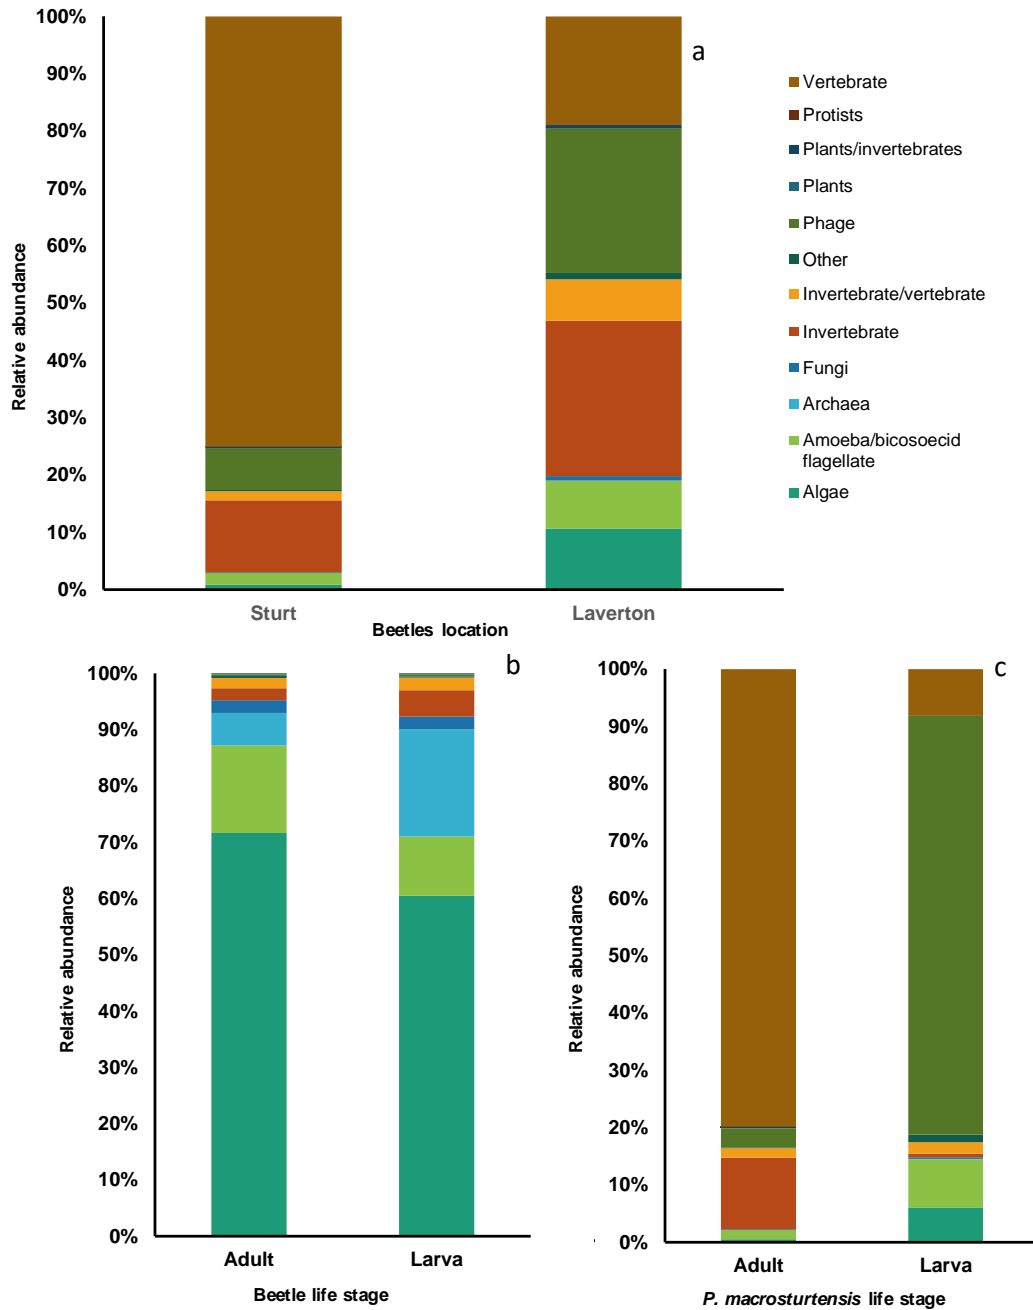 100%
90%
80%
70%
60%
50%
40%
30%
20%
10%
0%
Relative abundance
Sturt
Laverton
Beetles location
a
Vertebrate
Protists
Plants/invertebrates
Plants
Phage
Other
Invertebrate/vertebrate
Invertebrate
Fungi
Archaea
Amoeba/bicosoecid
flagellate
Algae
b
100%
90%
80%
70%
60%
50%
40%
30%
20%
10%
0%
Relative abundance
Adult
Larva
Beetle life stage
c
100%
90%
80%
70%
60%
50%
40%
30%
20%
10%
0%
Relative abundance
Adult
Larva
P. macrosturtensis life stage